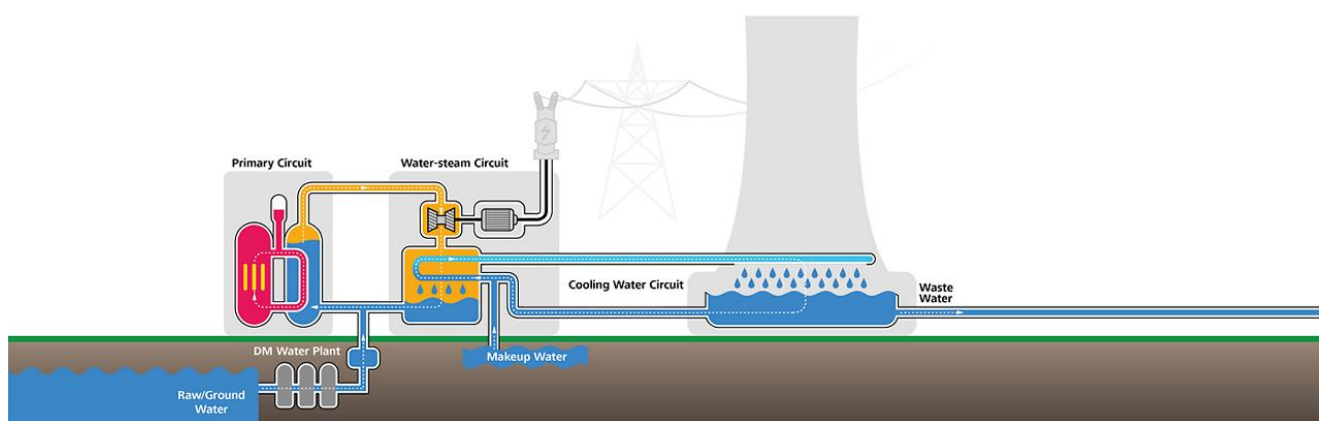 Primary Circuit
Water-steam Circuit
Cooling Water Circuit
Waste
Water
DM Water Plant
Makeup Water
Raw/Ground
Water